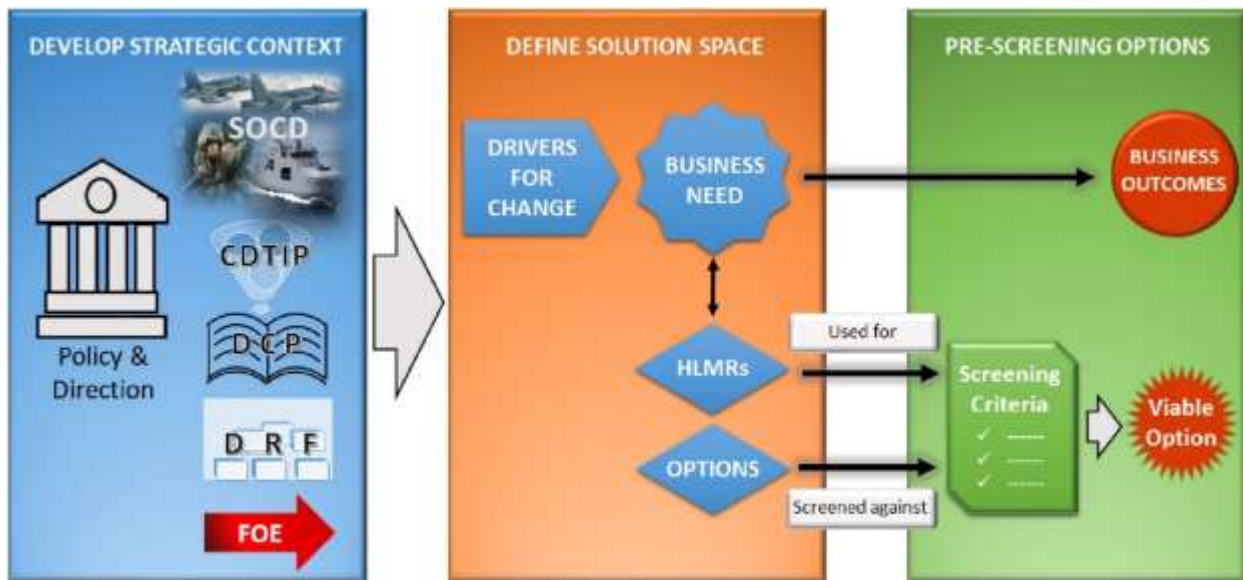 DEVELOP STRATEGIC CONTEXT
SOCD
CDTIP
DCP
Policy &
Direction
D R F
FOE
DEFINE SOLUTION SPACE
DRIVERS
FOR
CHANGE
BUSINESS
NEED
HLMRs
OPTIONS
Used for
Screened against
PRE-SCREENING OPTIONS
BUSINESS
OUTCOMES
Screening
Criteria
✓ ------
✓ ------
✓ ------
Viable
Option